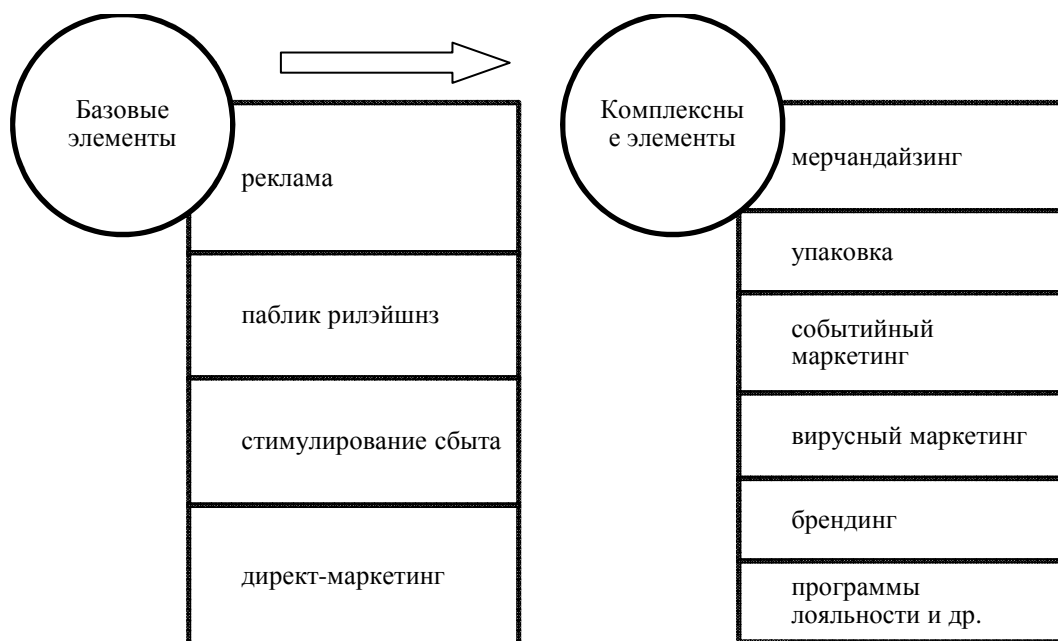 Базовые
элементы
реклама
паблик рилэйшнз
стимулирование сбыта
директ-маркетинг
Комплексны
е элементы
мерчандайзинг
упаковка
событийный
маркетинг
вирусный маркетинг
брендинг
программы
лояльности и др.